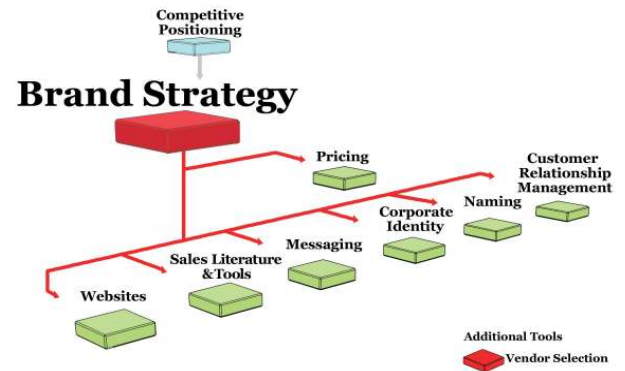 Competitive
Positioning
Brand Strategy
Pricing
Customer
Relationship
Management
Naming
Corporate
Identity
Messaging
Sales Literature
&Tools
Websites
Additional Tools
Vendor Selection